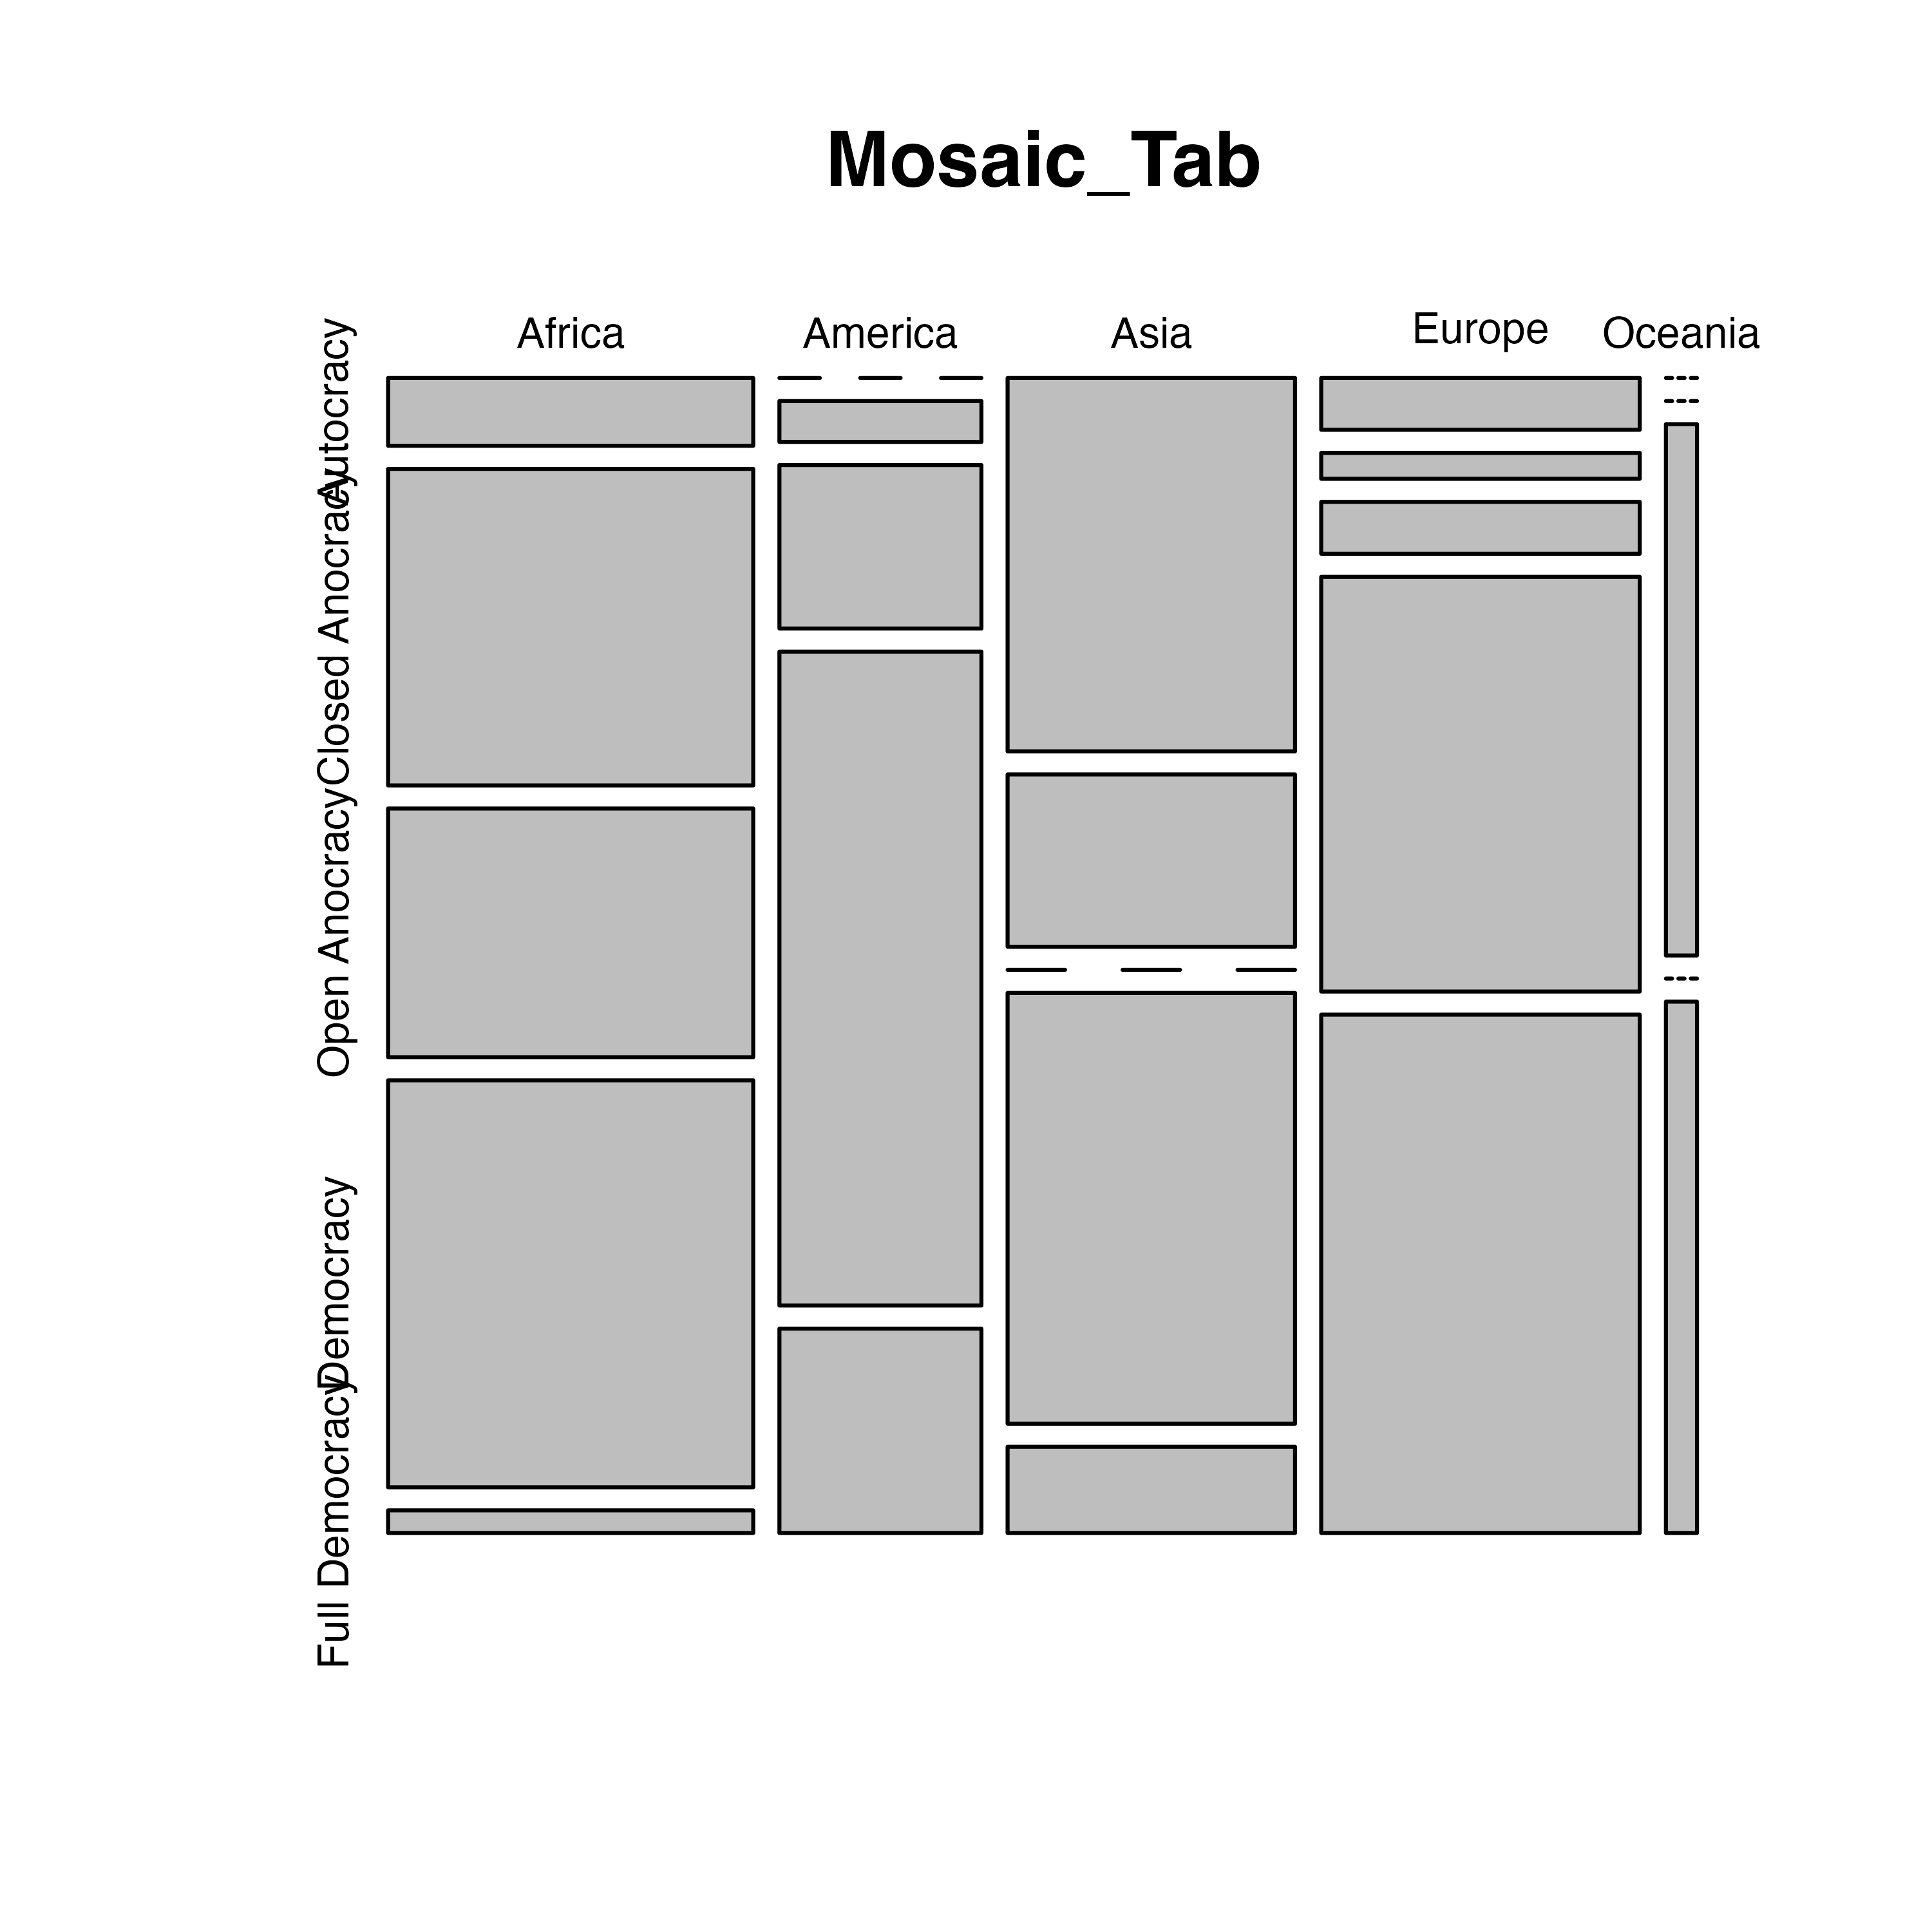 Mosaic_Tab
Africa America Asia Europe Oceania
Autocracy
Closed Anocracy
Open Anocracy
Democracy
Full Democracy